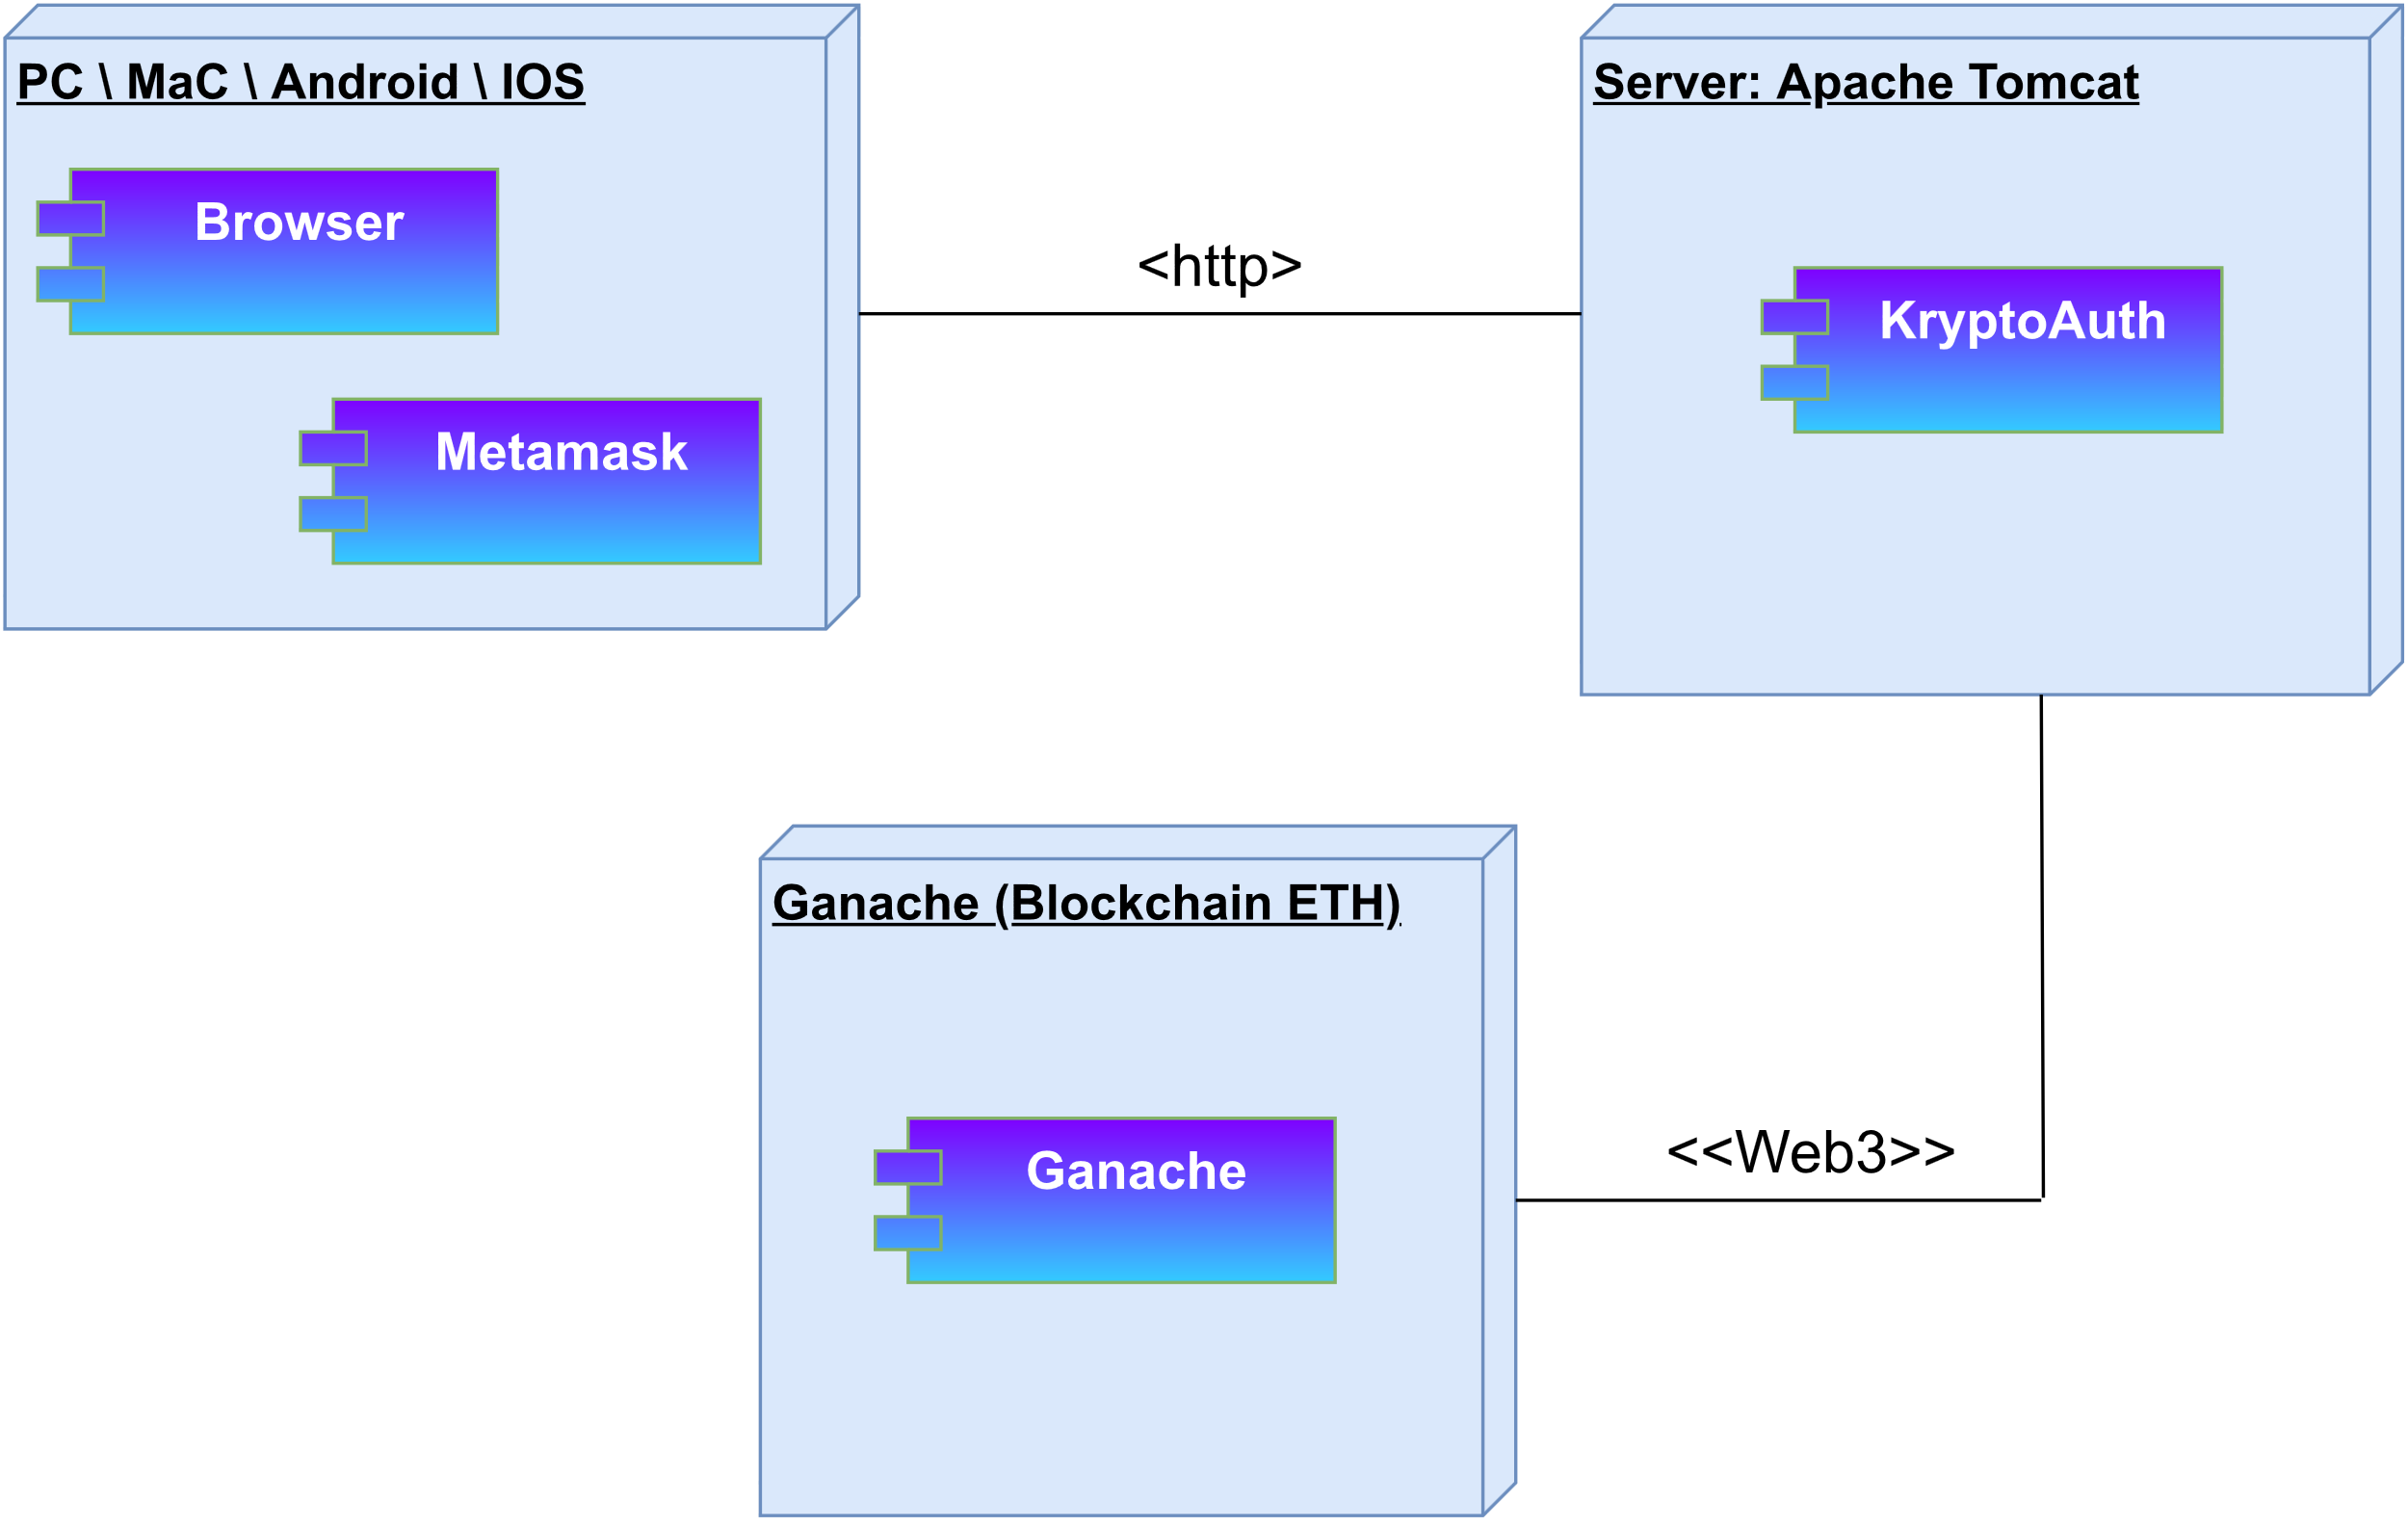 PC \ MaC \ Android \ IOS
Browser
Metamask
<http>
Server: Apache Tomcat
KryptoAuth
Ganache (Blockchain ETH)
Ganache
<<Web3>>